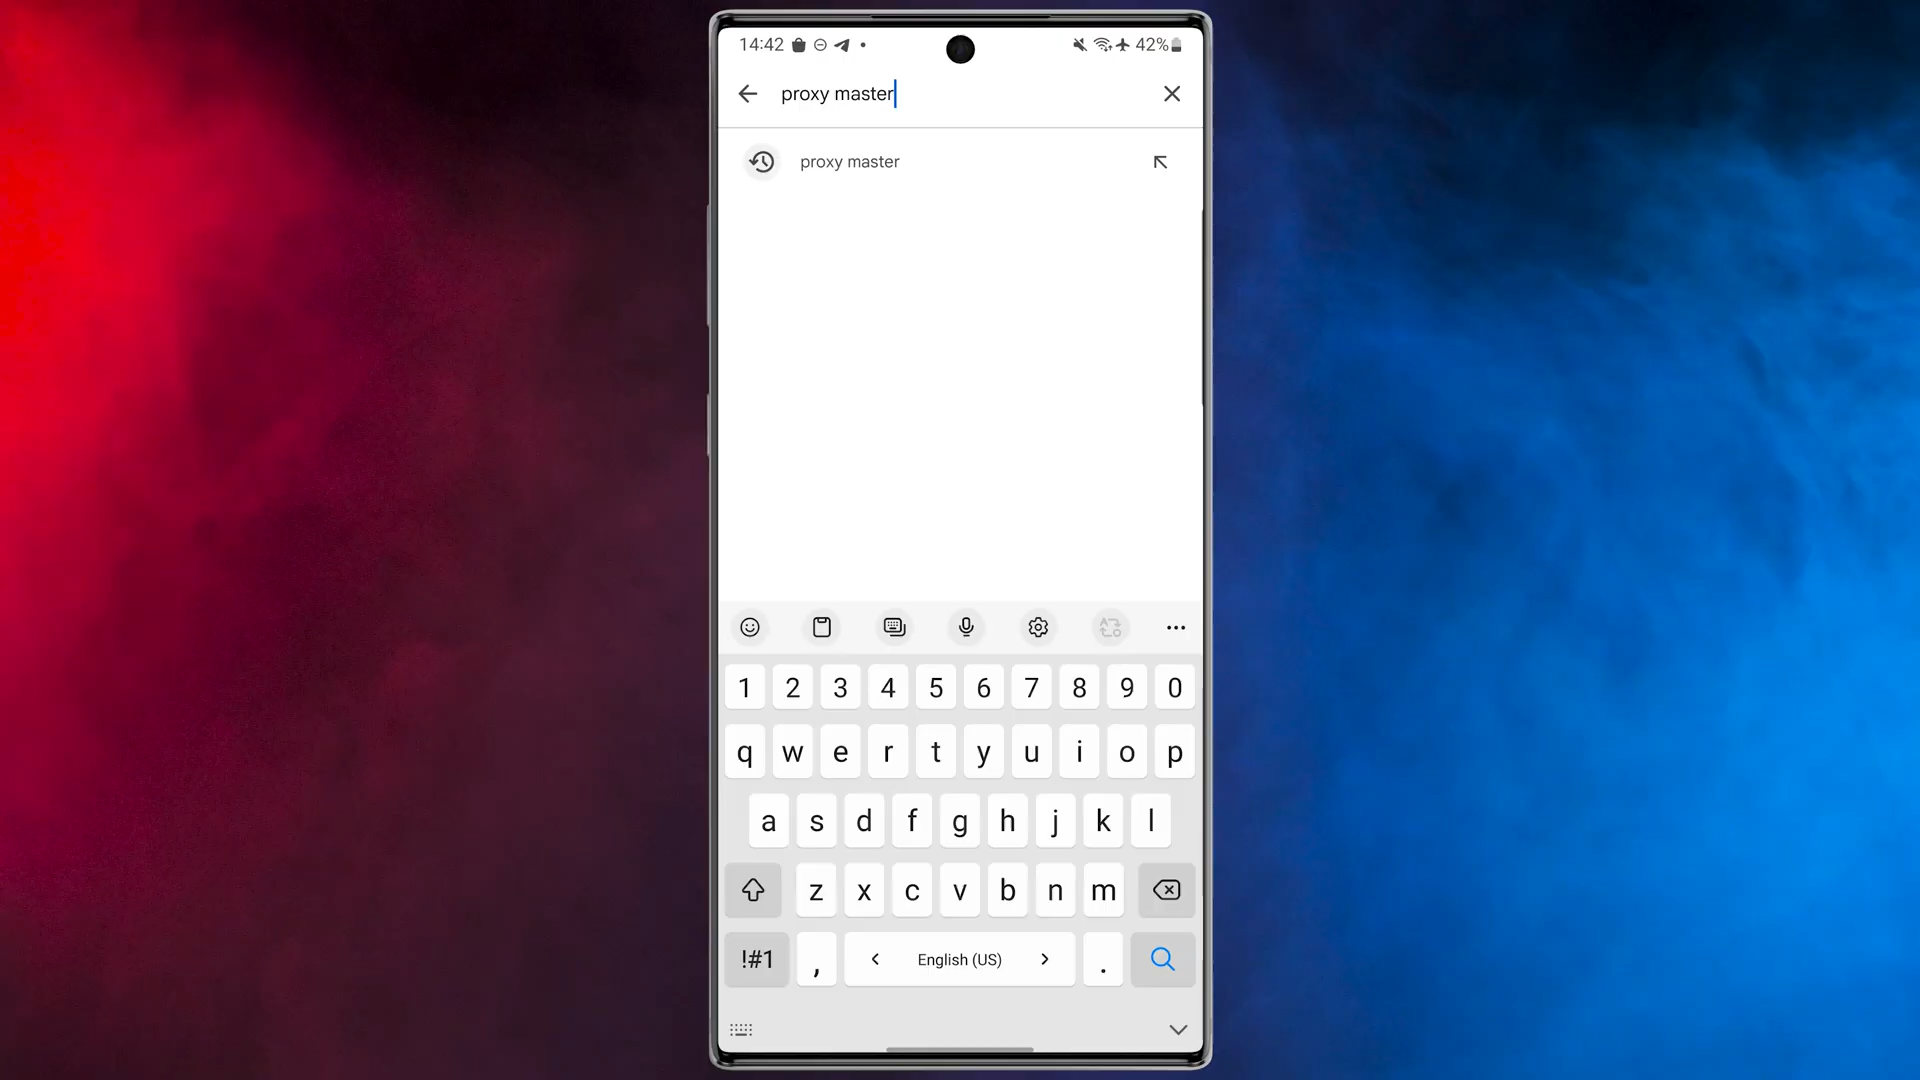 14:42 42%
proxy master
proxy master
1 2 3 4 5 6 7 8 9 0
q w e r t y u i o p
a s d f g h j k l
z x c v b n m
!#1 , < English (US) > .